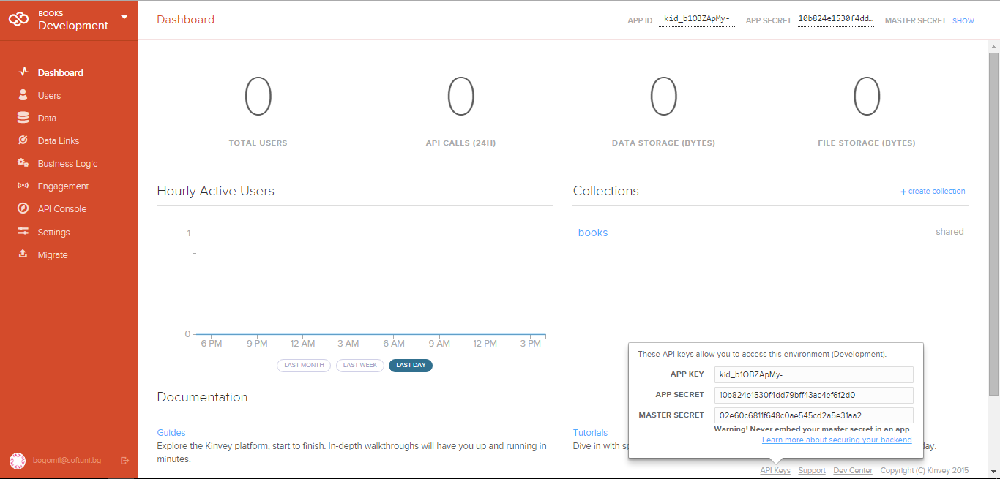 BOOKS
Development
Dashboard
APP ID kid_b1OBZApMy-
APP SECRET 10b824e1530f4dd…
MASTER SECRET SHOW
Dashboard
Users
Data
Data Links
Business Logic
Engagement
API Console
Settings
Migrate
bogomil@softuni.bg
0
TOTAL USERS
0
API CALLS (24H)
0
DATA STORAGE (BYTES)
0
FILE STORAGE (BYTES)
Hourly Active Users
1
0
6 PM 9 PM 12 AM 3 AM 6 AM 9 AM 12 PM 3 PM
LAST MONTH LAST WEEK LAST DAY
Collections
+ create collection
books shared
Documentation
Guides
Explore the Kinvey platform, start to finish. In-depth walkthroughs will have you up and running in
minutes.
Tutorials
Dive in with day.
These API keys allow you to access this environment (Development).
APP KEY kid_b1OBZApMy-
APP SECRET 10b824e1530f4dd79bff43ac4ef6f2d0
MASTER SECRET 02e60c6811f648c0ae545cd2a5e31aa2
Warning! Never embed your master secret in an app.
Learn more about securing your backend.
API Keys Support Dev Center Copyright (C) Kinvey 2015